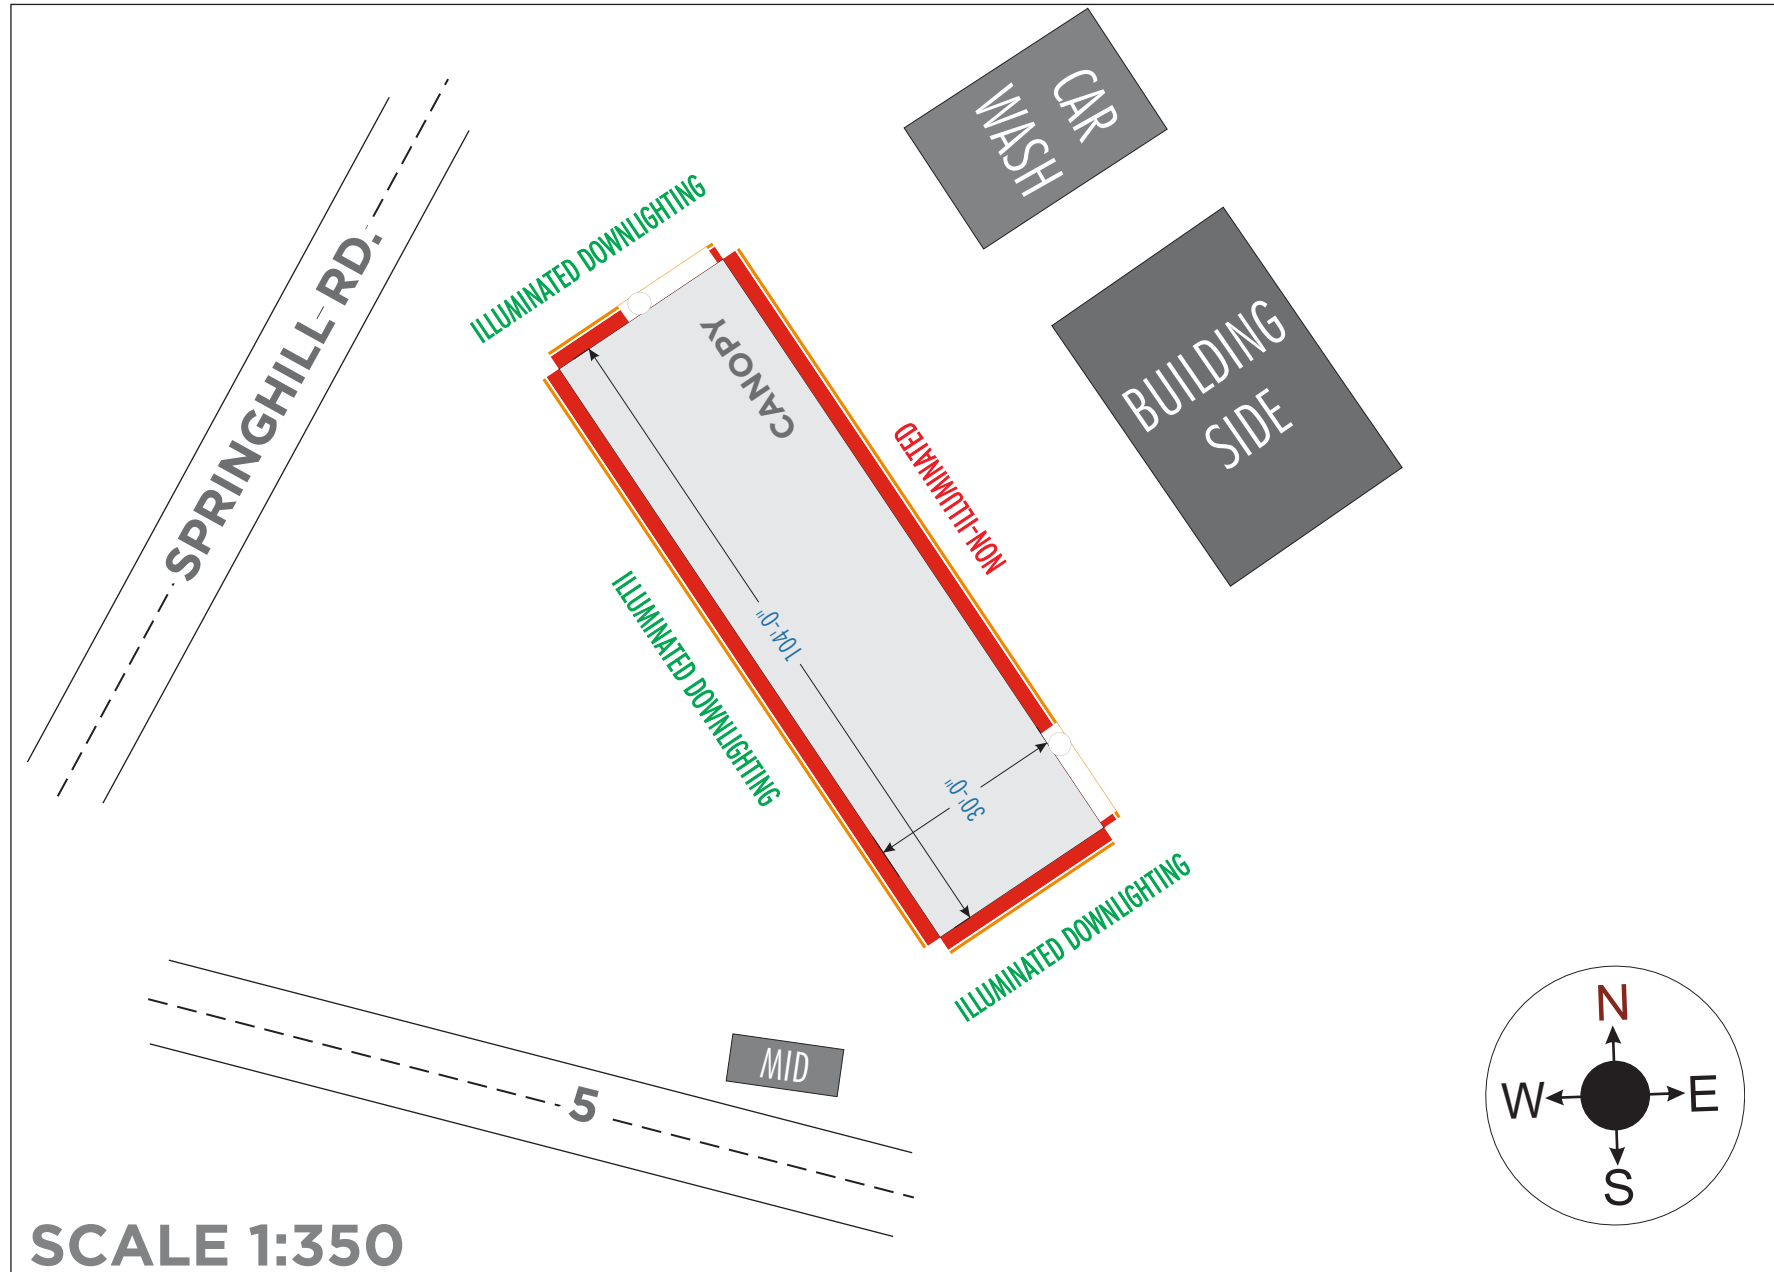 CAR
WASH
ILLUMINATED DOWNLIGHTING
SPRINGHILL RD.
CANOPY
BUILDING
SIDE
NON-ILLUMINATED
ILLUMINATED DOWNLIGHTING
104'-0"
30'-0"
ILLUMINATED DOWNLIGHTING
MID
5
N
W
E
S
SCALE 1:350